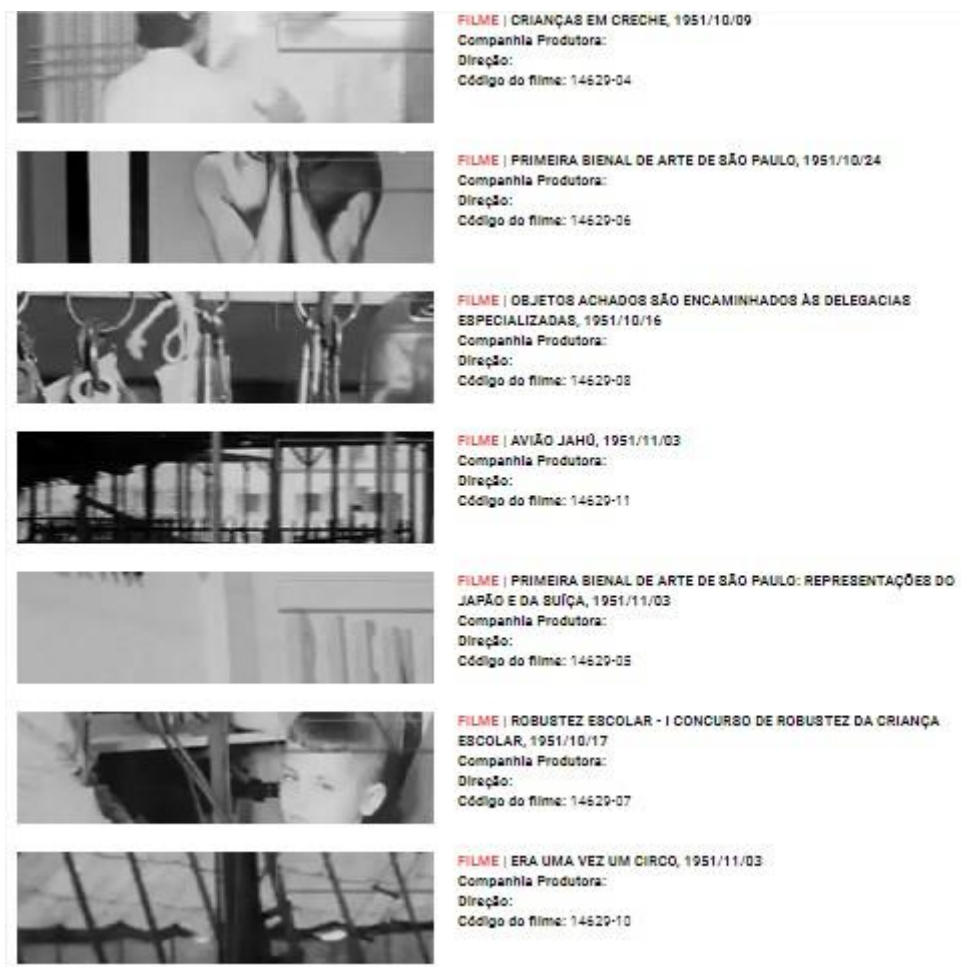 FILME | CRIANÇAS EM CRECHE, 1951/10/09
Companhia Produtora:
Direção:
Código do filme: 14629-04
FILME | PRIMEIRA BIENAL DE ARTE DE SÃO PAULO, 1951/10/24
Companhia Produtora:
Direção:
Código do filme: 14629-06
FILME | OBJETOS ACHADOS SÃO ENCAMINHADOS ÀS DELEGACIAS
ESPECIALIZADAS, 1951/10/16
Companhia Produtora:
Direção:
Código do filme: 14629-08
FILME | AVIÃO JAHÚ, 1951/11/03
Companhia Produtora:
Direção:
Código do filme: 14629-11
FILME | PRIMEIRA BIENAL DE ARTE DE SÃO PAULO: REPRESENTAÇÕES DO
JAPÃO E DA SUÍÇA, 1951/11/03
Companhia Produtora:
Direção:
Código do filme: 14629-05
FILME | ROBUSTEZ ESCOLAR - I CONCURSO DE ROBUSTEZ DA CRIANÇA
ESCOLAR, 1951/10/17
Companhia Produtora:
Direção:
Código do filme: 14629-07
FILME | ERA UMA VEZ UM CIRCO, 1951/11/03
Companhia Produtora:
Direção:
Código do filme: 14629-10